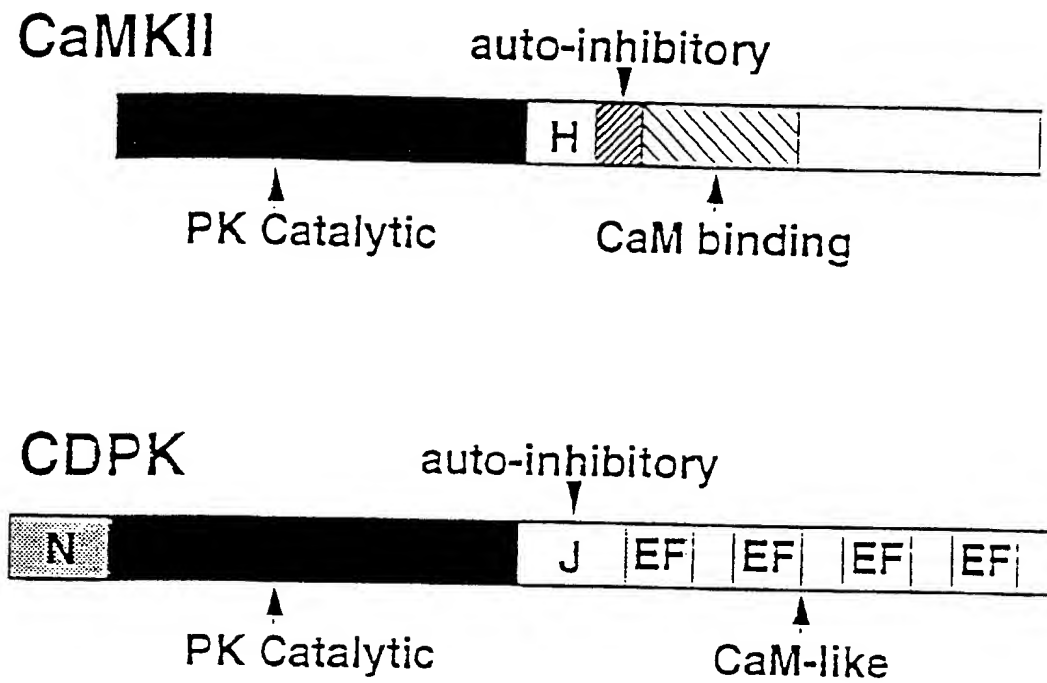 CaMKII
auto-inhibitory
H
PK Catalytic
CaM binding
CDPK
auto-inhibitory
N
J
EF
EF
EF
EF
PK Catalytic
CaM-like